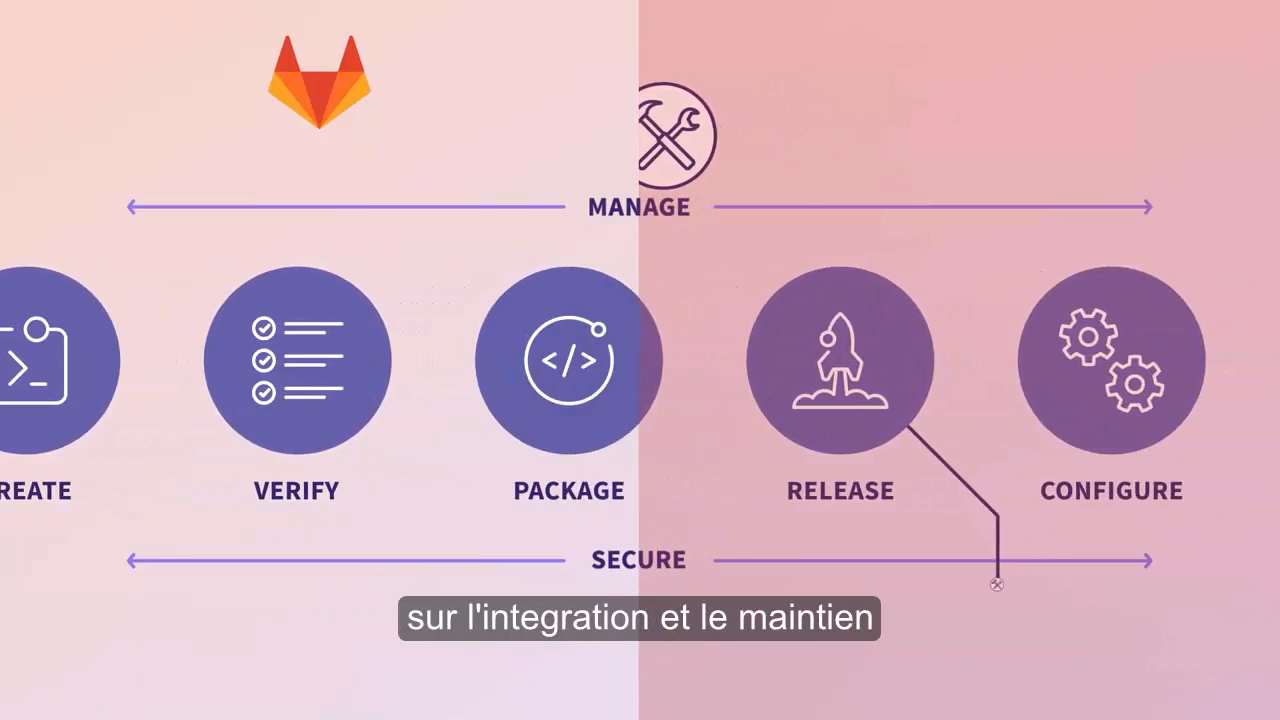 MANAGE
REATE
VERIFY
PACKAGE
RELEASE
CONFIGURE
SECURE
sur l'integration et le maintien